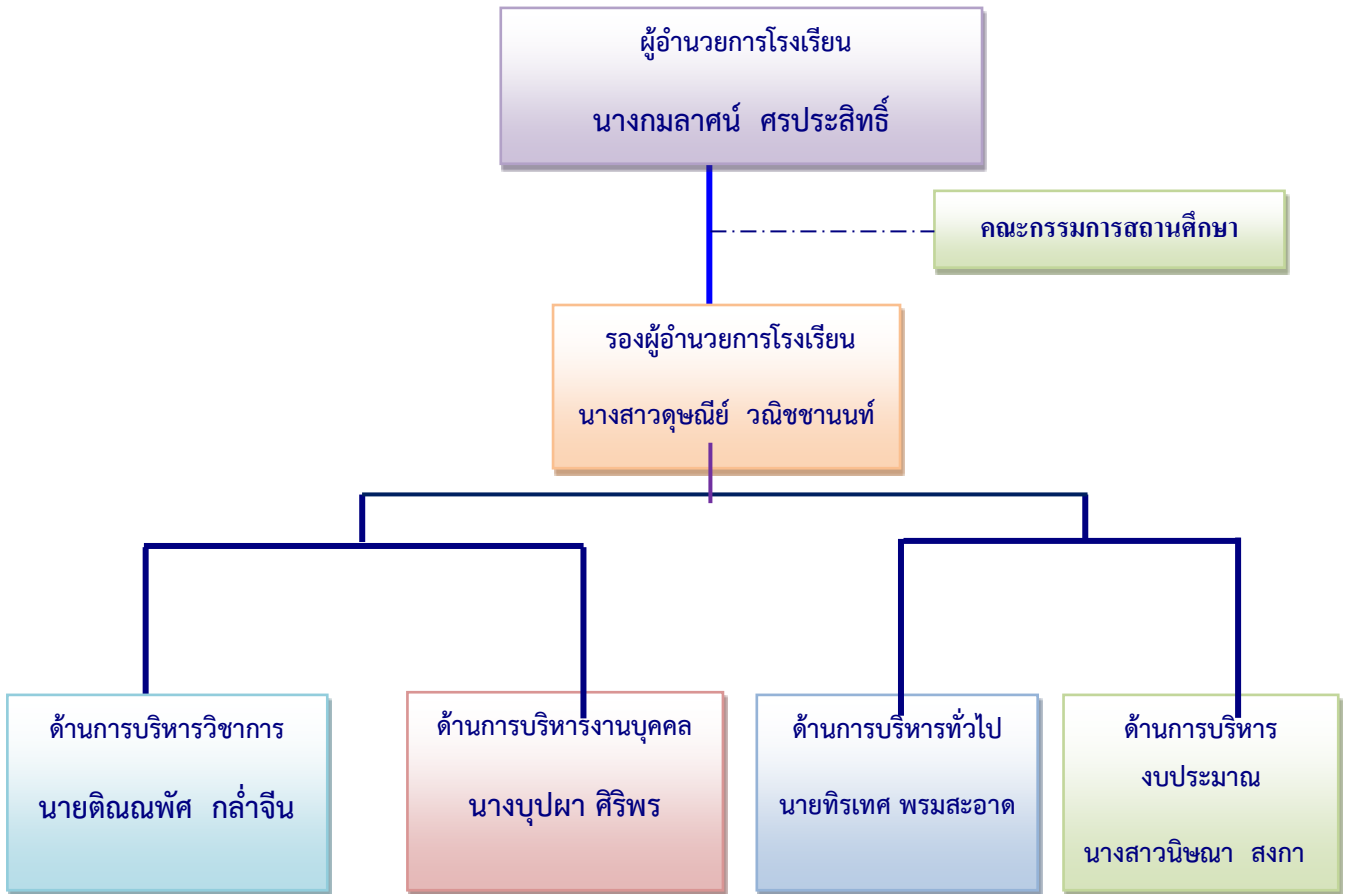 ผู้อำนวยการโรงเรียน
นางกมลาศน์ ศรประสิทธิ์
คณะกรรมการสถานศึกษา
รองผู้อำนวยการโรงเรียน
นางสาวดุษณีย์ วณิชชานนท์
ด้านการบริหารวิชาการ
นายติณณพัศ กล่ำจีน
ด้านการบริหารงานบุคคล
นางบุปผา ศิริพร
ด้านการบริหารทั่วไป
นายทิรเทศ พรมสะอาด
ด้านการบริหาร
งบประมาณ
นางสาวนิษณา สงกา